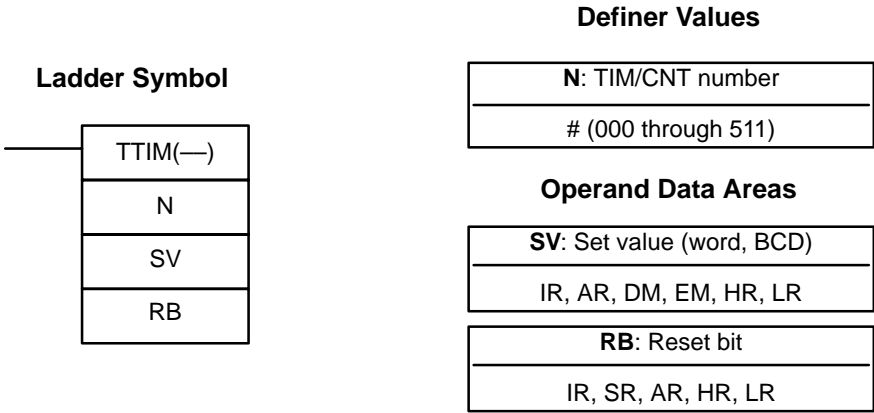 Ladder Symbol
TTIM(––)
N
SV
RB
Definer Values
N: TIM/CNT number
# (000 through 511)
Operand Data Areas
SV: Set value (word, BCD)
IR, AR, DM, EM, HR, LR
RB: Reset bit
IR, SR, AR, HR, LR